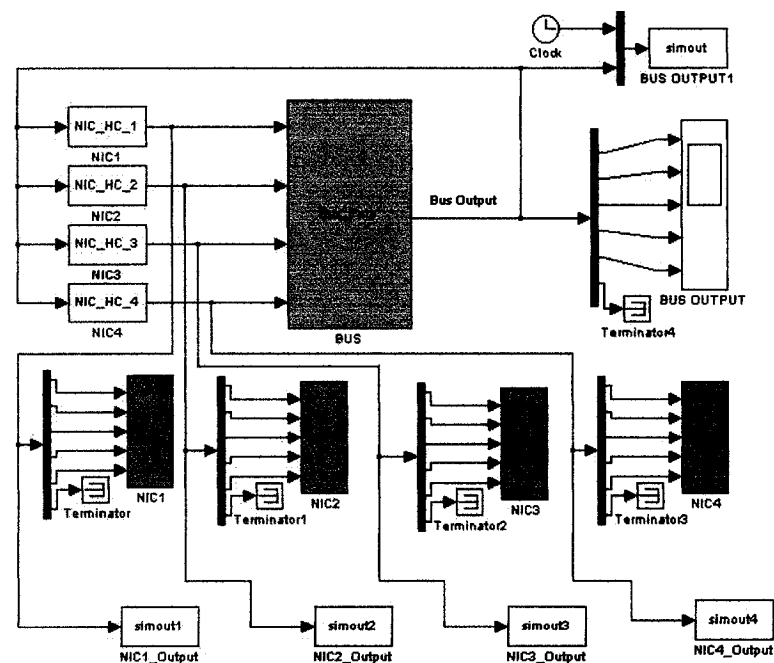 Clock
simout
BUS OUTPUT1
NIC_HC_1
NIC1
NIC_HC_2
NIC2
NIC_HC_3
NIC3
NIC_HC_4
NIC4
BUS
Bus Output
BUS OUTPUT
Terminator4
Terminator
NIC1
Terminator1
NIC2
Terminator2
NIC3
Terminator3
NIC4
simout1
NIC1_Output
simout2
NIC2_Output
simout3
NIC3_Output
simout4
NIC4_Output